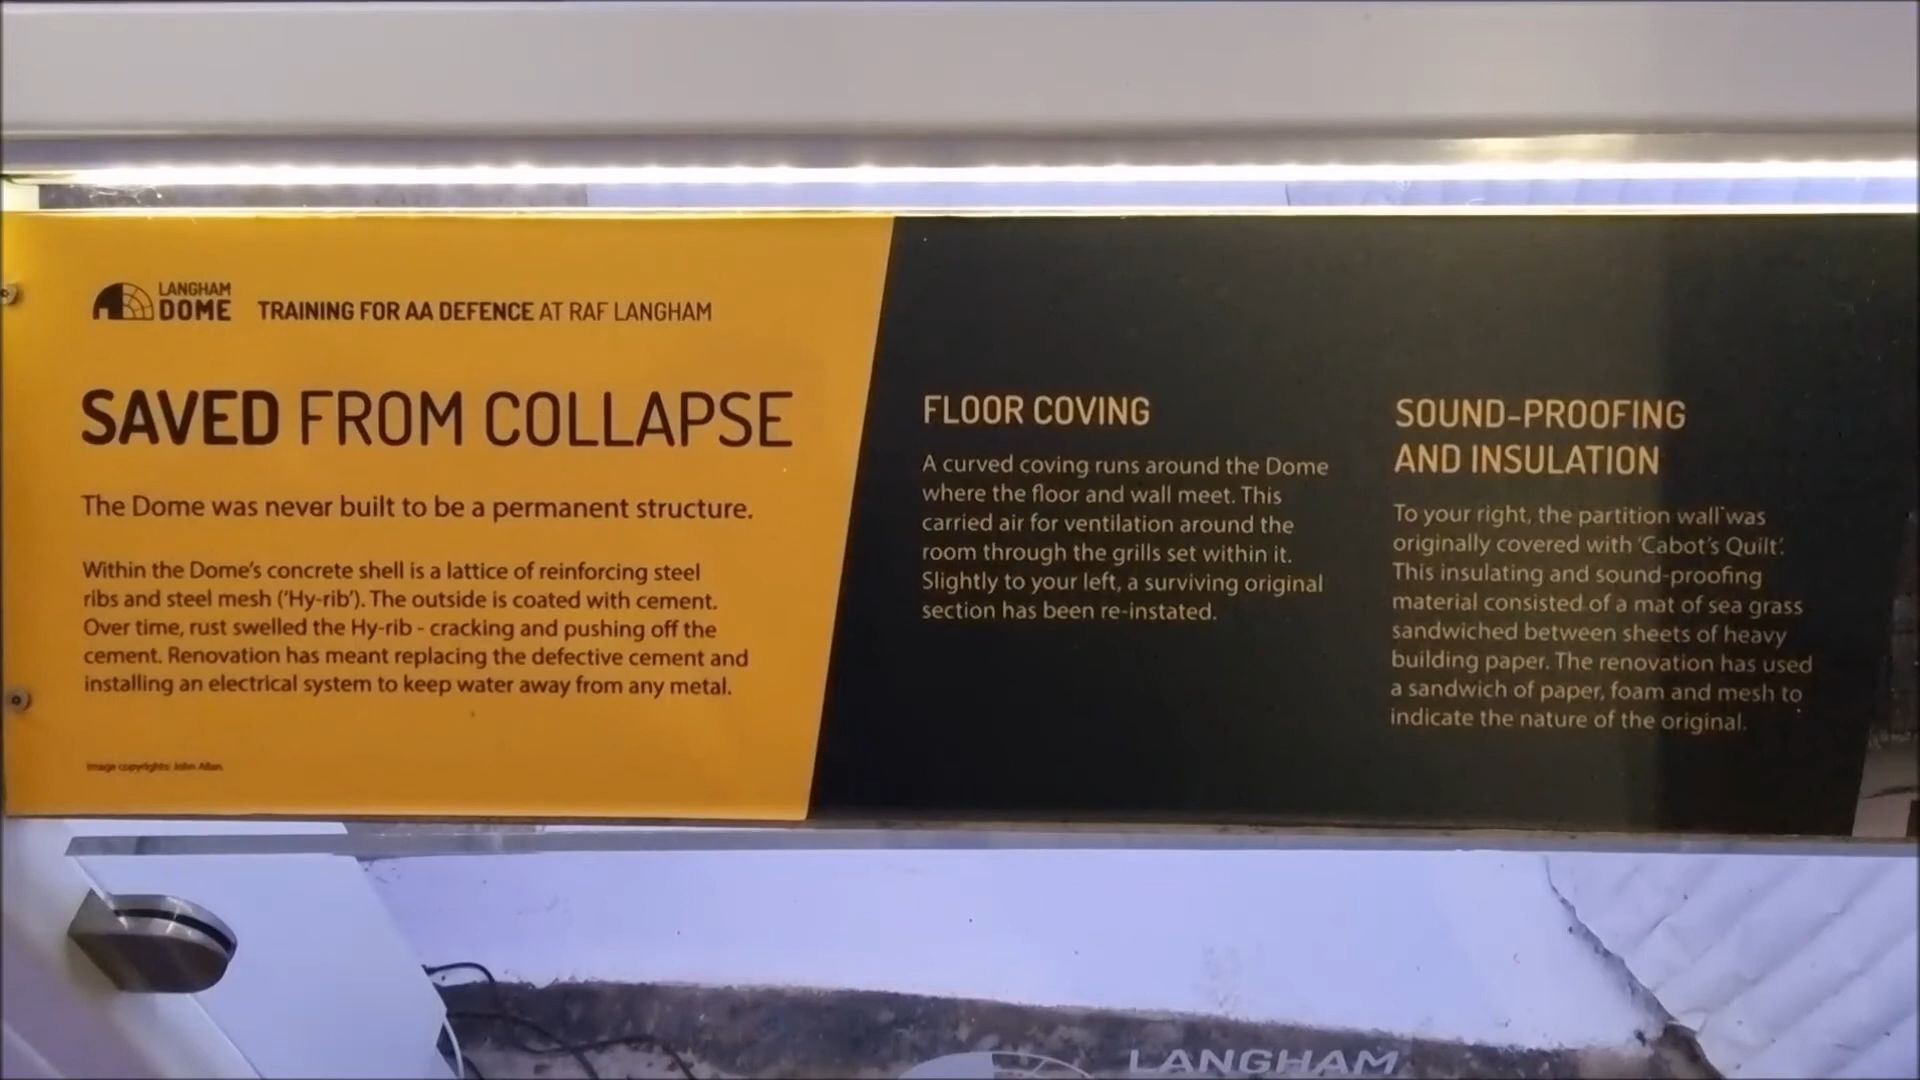 LANGHAM
DOME
TRAINING FOR AA DEFENCE AT RAF LANGHAM
SAVED FROM COLLAPSE
The Dome was never built to be a permanent structure.
Within the Dome's concrete shell is a lattice of reinforcing steel
ribs and steel mesh ('Hy-rib'). The outside is coated with cement.
Over time, rust swelled the Hy-rib - cracking and pushing off the
cement. Renovation has meant replacing the defective cement and
installing an electrical system to keep water away from any metal.
Image copyrights: John Allan.
FLOOR COVING
A curved coving runs around the Dome
where the floor and wall meet. This
carried air for ventilation around the
room through the grills set within it.
Slightly to your left, a surviving original
section has been re-instated.
SOUND-PROOFING
AND INSULATION
To your right, the partition wall was
originally covered with 'Cabot's Quilt'.
This insulating and sound-proofing
material consisted of a mat of sea grass
sandwiched between sheets of heavy
building paper. The renovation has used
a sandwich of paper, foam and mesh to
indicate the nature of the original.
LANGHAM